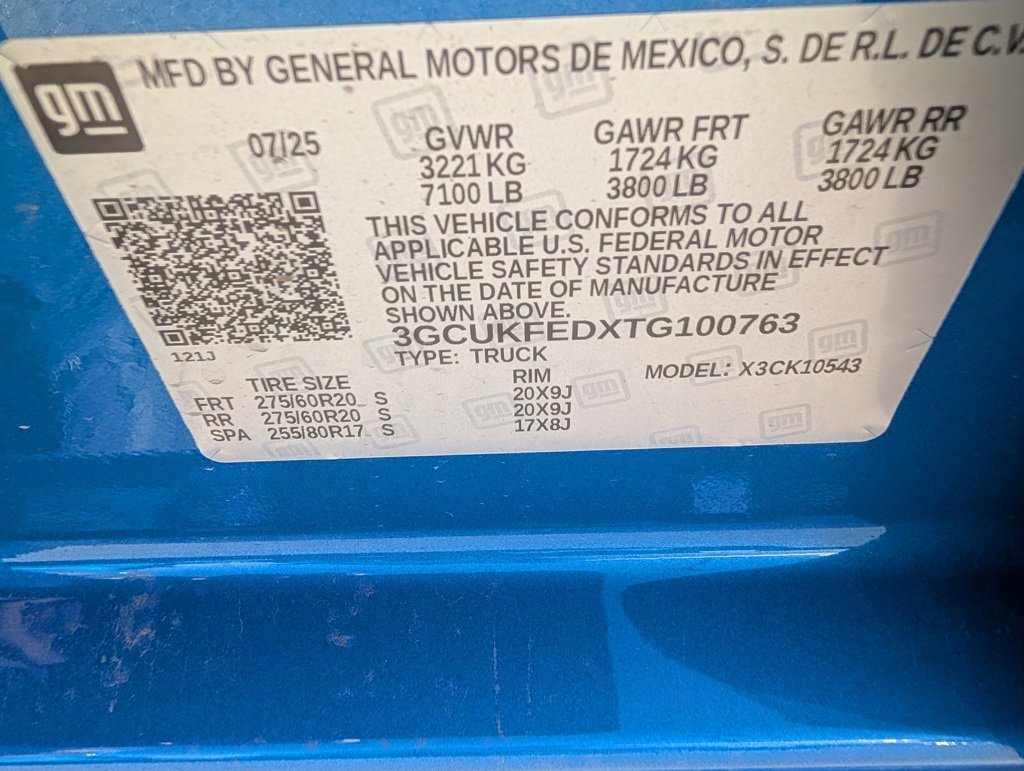 gm
MFD BY GENERAL MOTORS DE MEXICO, S. DE R.L. DE C.V.
07/25
GVWR
3221 KG
7100 LB
GAWR FRT
1724 KG
3800 LB
GAWR RR
1724 KG
3800 LB
THIS VEHICLE CONFORMS TO ALL
APPLICABLE U.S. FEDERAL MOTOR
VEHICLE SAFETY STANDARDS IN EFFECT
ON THE DATE OF MANUFACTURE
SHOWN ABOVE.
3GCUKFEDXTG100763
121J
TYPE: TRUCK
MODEL: X3CK10543
TIRE SIZE RIM
FRT 275/60R20 S 20X9J
RR 275/60R20 S 20X9J
SPA 255/80R17 S 17X8J